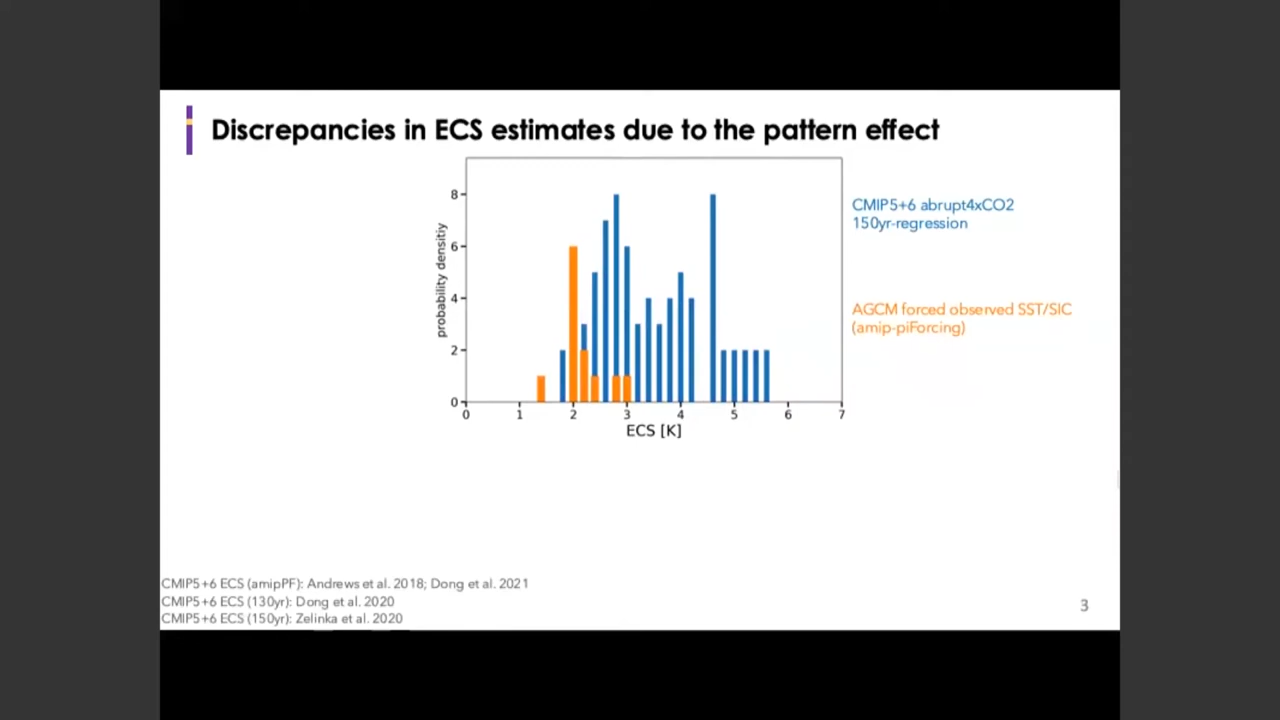 Discrepancies in ECS estimates due to the pattern effect
8
6
4
2
0
probability densitiy
0 1 2 3 4 5 6 7
ECS [K]
CMIP5+6 abrupt4xCO2
150yr-regression
AGCM forced observed SST/SIC
(amip-piForcing)
CMIP5+6 ECS (amipPF): Andrews et al. 2018; Dong et al. 2021
CMIP5+6 ECS (130yr): Dong et al. 2020
CMIP5+6 ECS (150yr): Zelinka et al. 2020
3